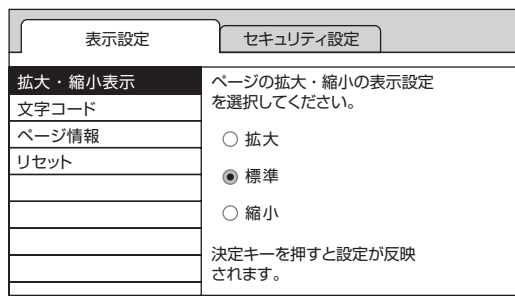 表示設定
セキュリティ設定
拡大・縮小表示
文字コード
ページ情報
リセット
ページの拡大・縮小の表示設定
を選択してください。
拡大
標準
縮小
決定キーを押すと設定が反映
されます。